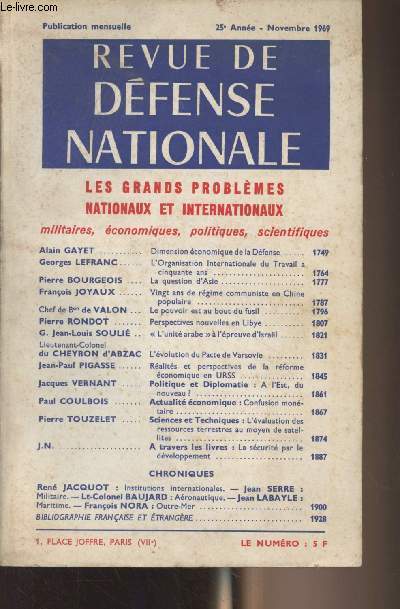 www.le-livre.com
Publication mensuelle 25e Année - Novembre 1969
REVUE DE
DÉFENSE
NATIONALE
LES GRANDS PROBLÈMES
NATIONAUX ET INTERNATIONAUX
militaires, économiques, politiques, scientifiques
Alain GAYET .......... Dimension économique de la Défense ...... 1749
Georges LEFRANC ..... L'Organisation Internationale du Travail a
cinquante ans .......................... 1764
Pierre BOURGEOIS ..... La question d'Asie ...................... 1777
François JOYAUX ...... Vingt ans de régime communiste en Chine
populaire .............................. 1787
Chef de Bon de VALON .. Le pouvoir est au bout du fusil ........... 1796
Pierre RONDOT ....... Perspectives nouvelles en Libye .......... 1807
G. Jean-Louis SOULIÉ .. « L'unité arabe » à l'épreuve d'Israël ...... 1821
Lieutenant-Colonel
du CHEYRON d'ABZAC L'évolution du Pacte de Varsovie .......... 1831
Jean-Paul PIGASSE ..... Réalités et perspectives de la réforme
économique en URSS .................. 1845
Jacques VERNANT ..... Politique et Diplomatie : A l'Est, du
nouveau ? ............................. 1861
Paul COULBOIS ....... Actualité économique : Confusion moné-
taire .................................. 1867
Pierre TOUZELET ...... Sciences et Techniques : L'évaluation des
ressources terrestres au moyen de satel-
lites ................................... 1874
J.N. .................. A travers les livres : La sécurité par le
développement ......................... 1887
CHRONIQUES
René JACQUOT : Institutions internationales. — Jean SERRE :
Militaire. — Lt-Colonel BAUJARD : Aéronautique. — Jean LABAYLE :
Maritime. — François NORA : Outre-Mer ........................ 1900
BIBLIOGRAPHIE FRANÇAISE ET ÉTRANGÈRE ........................ 1928
1, PLACE JOFFRE, PARIS (VIIe) LE NUMÉRO : 5 F